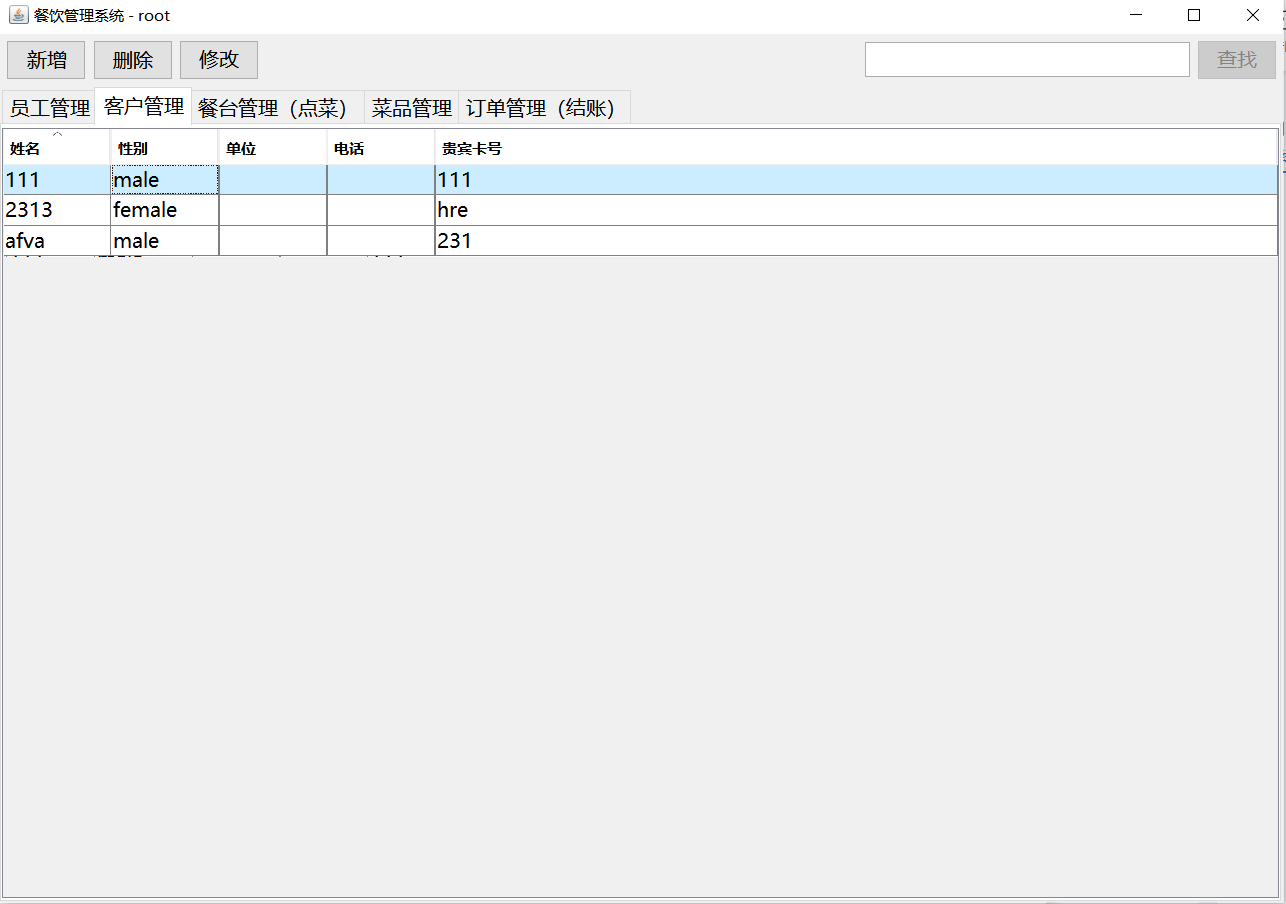 餐饮管理系统 - root
新增 删除 修改 查找
员工管理 客户管理 餐台管理（点菜） 菜品管理 订单管理（结账）
姓名 性别 单位 电话 贵宾卡号
111 male 111
2313 female hre
afva male 231